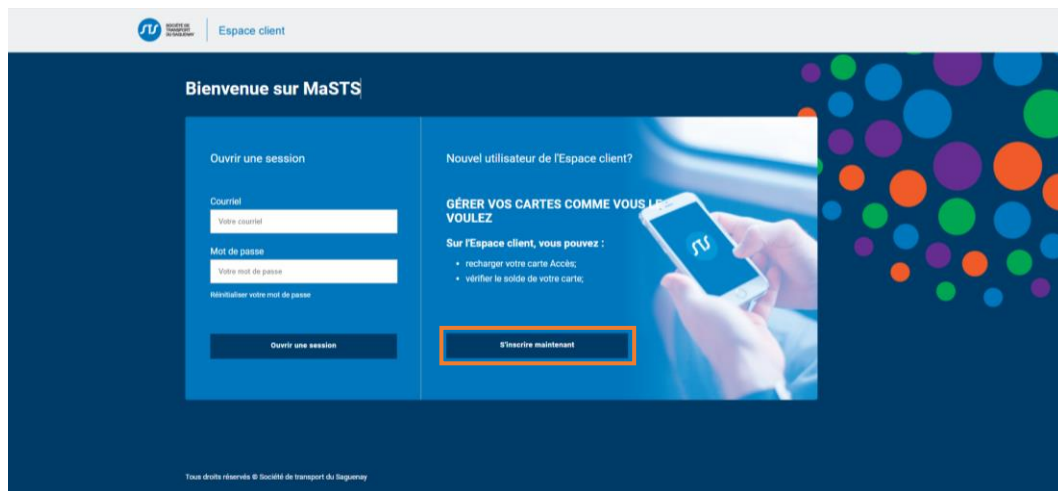 SOCIÉTÉ DE
TRANSPORT
DU SAGUENAY
Espace client
Bienvenue sur MaSTS
Ouvrir une session
Courriel
Votre courriel
Mot de passe
Votre mot de passe
Réinitialiser votre mot de passe
Ouvrir une session
Nouvel utilisateur de l'Espace client?
GÉRER VOS CARTES COMME VOUS LE
VOULEZ
Sur l'Espace client, vous pouvez :
• recharger votre carte Accès;
• vérifier le solde de votre carte;
S'inscrire maintenant
Tous droits réservés © Société de transport du Saguenay